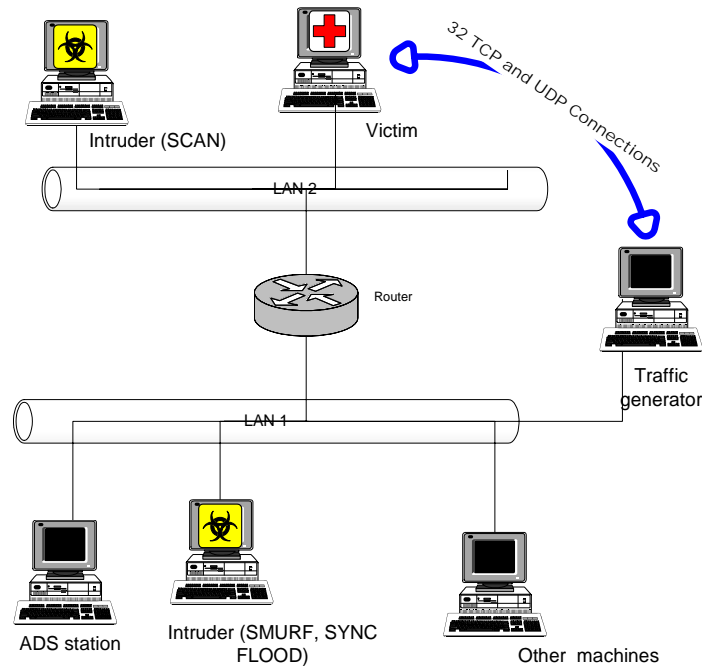 32 TCP and UDP Connections
Intruder (SCAN)
Victim
LAN 2
Router
Traffic
generator
LAN 1
ADS station
Intruder (SMURF, SYNC
FLOOD)
Other machines